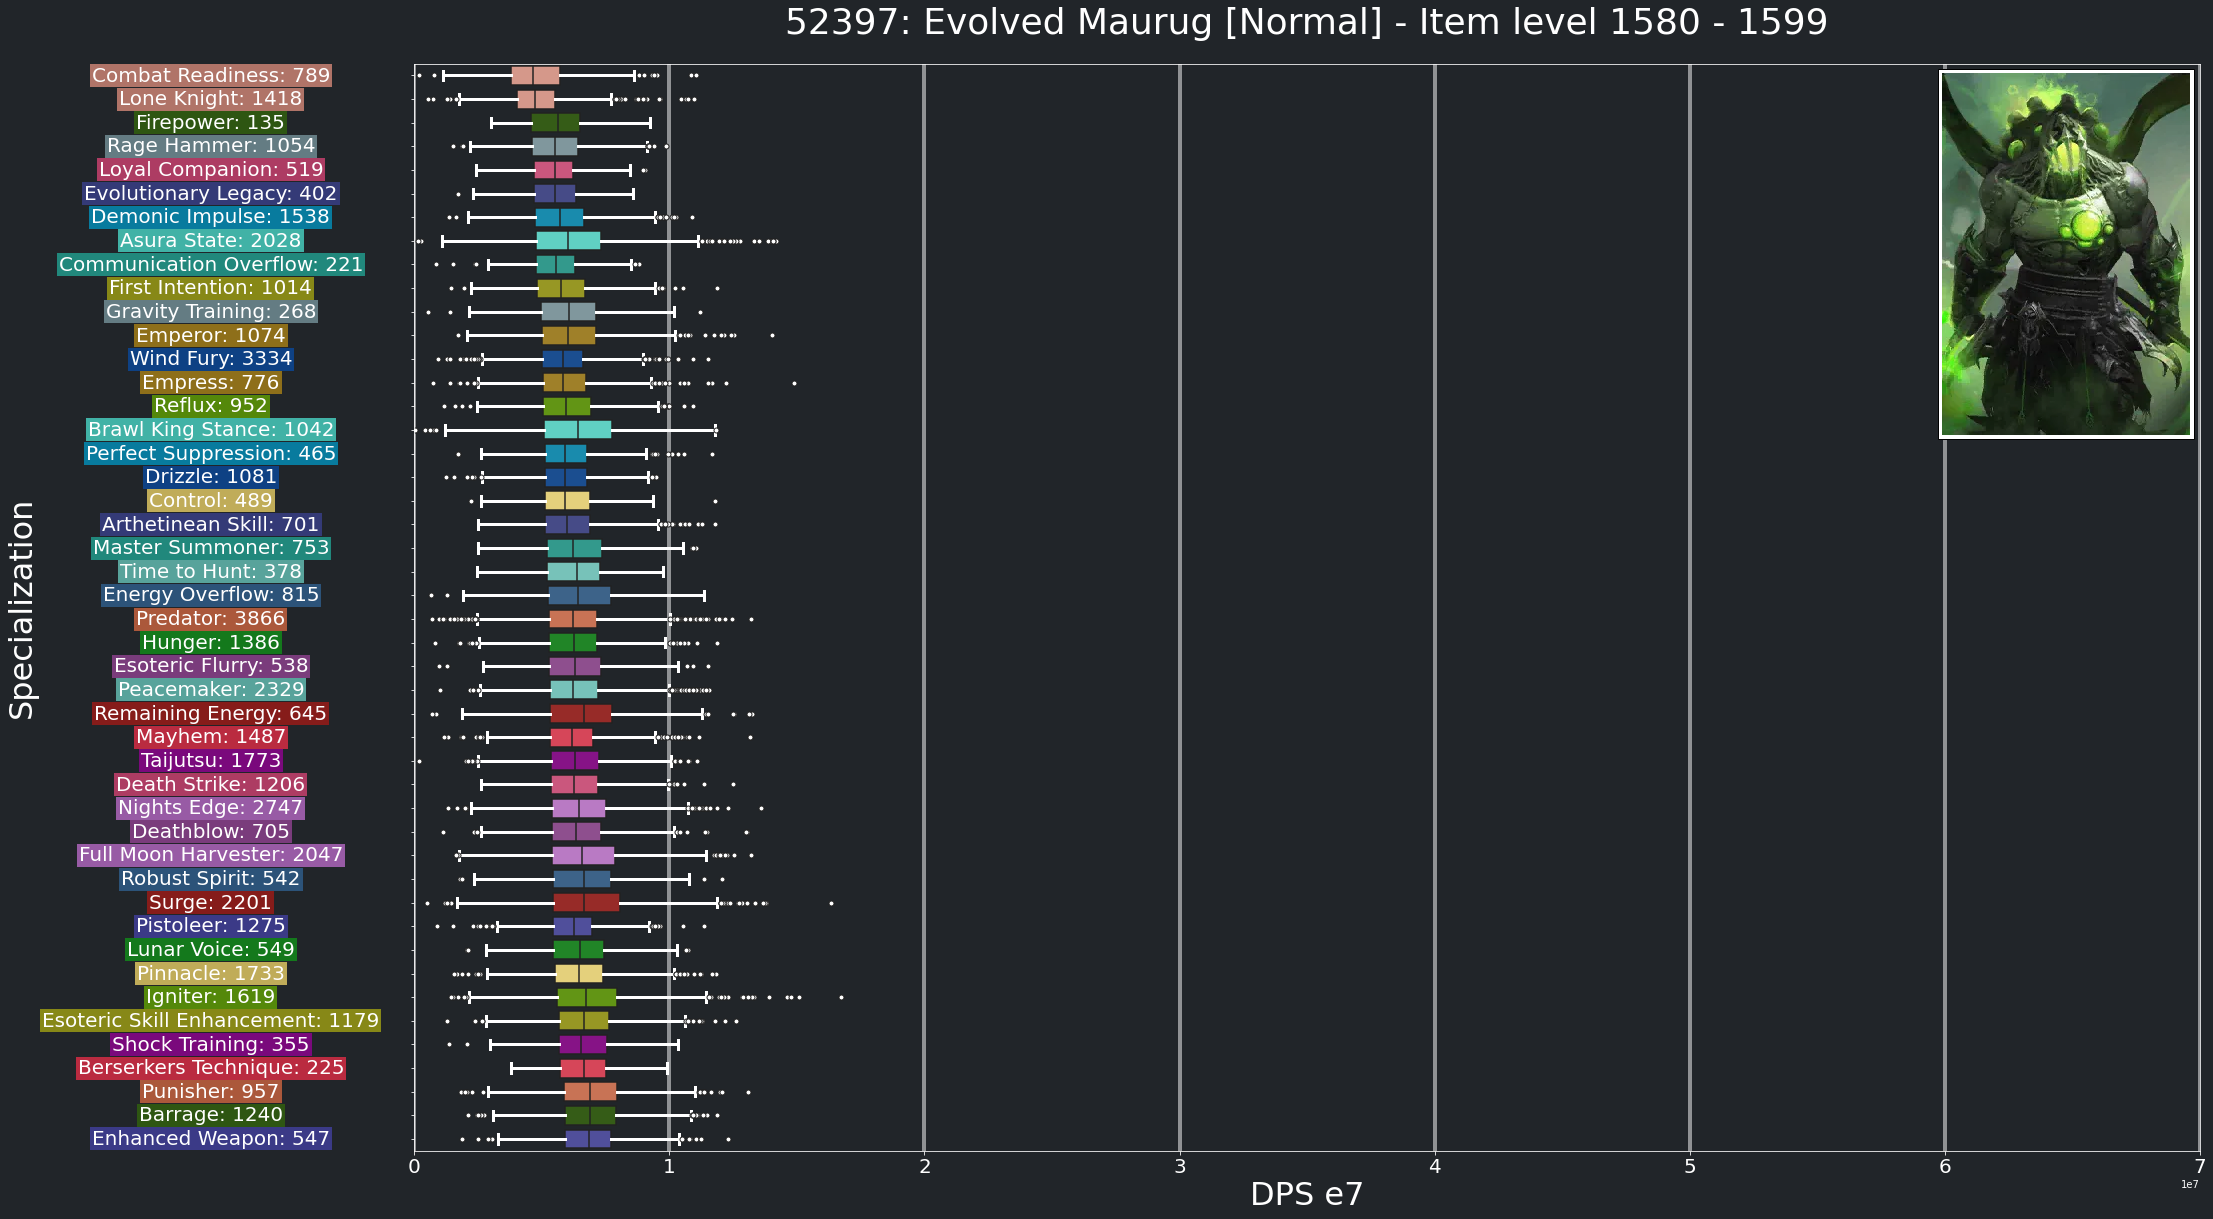 52397: Evolved Maurug [Normal] - Item level 1580 - 1599
Combat Readiness: 789
Lone Knight: 1418
Firepower: 135
Rage Hammer: 1054
Loyal Companion: 519
Evolutionary Legacy: 402
Demonic Impulse: 1538
Asura State: 2028
Communication Overflow: 221
First Intention: 1014
Gravity Training: 268
Emperor: 1074
Wind Fury: 3334
Empress: 776
Reflux: 952
Brawl King Stance: 1042
Perfect Suppression: 465
Drizzle: 1081
Control: 489
Arthetinean Skill: 701
Master Summoner: 753
Time to Hunt: 378
Energy Overflow: 815
Predator: 3866
Hunger: 1386
Esoteric Flurry: 538
Peacemaker: 2329
Remaining Energy: 645
Mayhem: 1487
Taijutsu: 1773
Death Strike: 1206
Nights Edge: 2747
Deathblow: 705
Full Moon Harvester: 2047
Robust Spirit: 542
Surge: 2201
Pistoleer: 1275
Lunar Voice: 549
Pinnacle: 1733
Igniter: 1619
Esoteric Skill Enhancement: 1179
Shock Training: 355
Berserkers Technique: 225
Punisher: 957
Barrage: 1240
Enhanced Weapon: 547
Specialization
0 1 2 3 4 5 6 7
1e7
DPS e7